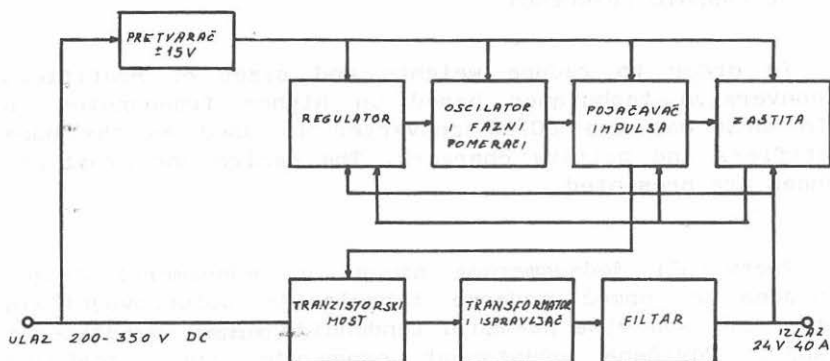 PRETVARAČ
±15V
REGULATOR
OSCILATOR
FAZNI
POMERAČI
POJAČAVAČ
IMPULSA
ZAŠTITA
TRANZISTORSKI
MOST
TRANSFORMATOR
ISPRAVLJAČ
FILTAR
ULAZ 200-350 V DC
IZLAZ
24V 40A